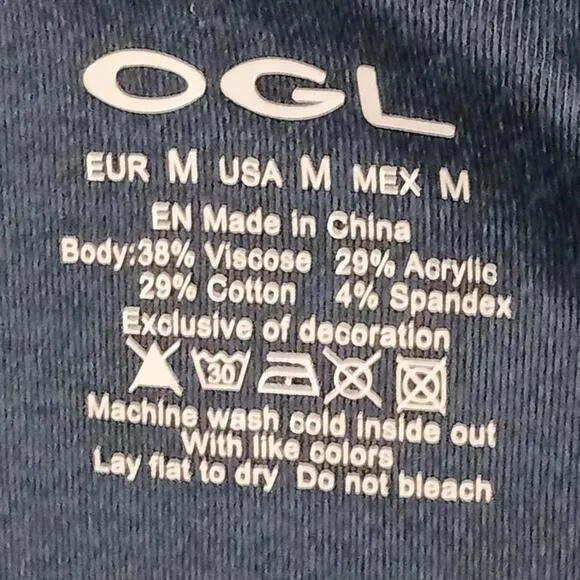 OGL
EUR M USA M MEX M
EN Made in China
Body:38% Viscose 29% Acrylic
29% Cotton 4% Spandex
Exclusive of decoration
30
Machine wash cold inside out
With like colors
Lay flat to dry Do not bleach